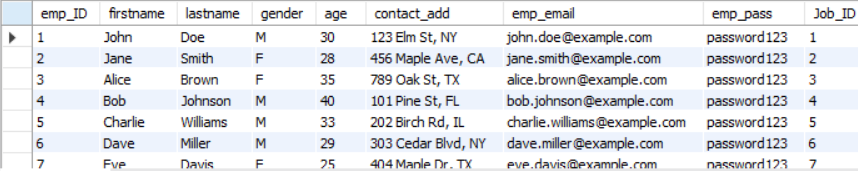 emp_ID firstname lastname gender age contact_add emp_email emp_pass Job_ID
1 John Doe M 30 123 Elm St, NY john.doe@example.com password123 1
2 Jane Smith F 28 456 Maple Ave, CA jane.smith@example.com password123 2
3 Alice Brown F 35 789 Oak St, TX alice.brown@example.com password123 3
4 Bob Johnson M 40 101 Pine St, FL bob.johnson@example.com password123 4
5 Charlie Williams M 33 202 Birch Rd, IL charlie.williams@example.com password123 5
6 Dave Miller M 29 303 Cedar Blvd, NY dave.miller@example.com password123 6
7 Eve Davis F 25 404 Maple Dr, TX eve.davis@example.com password123 7